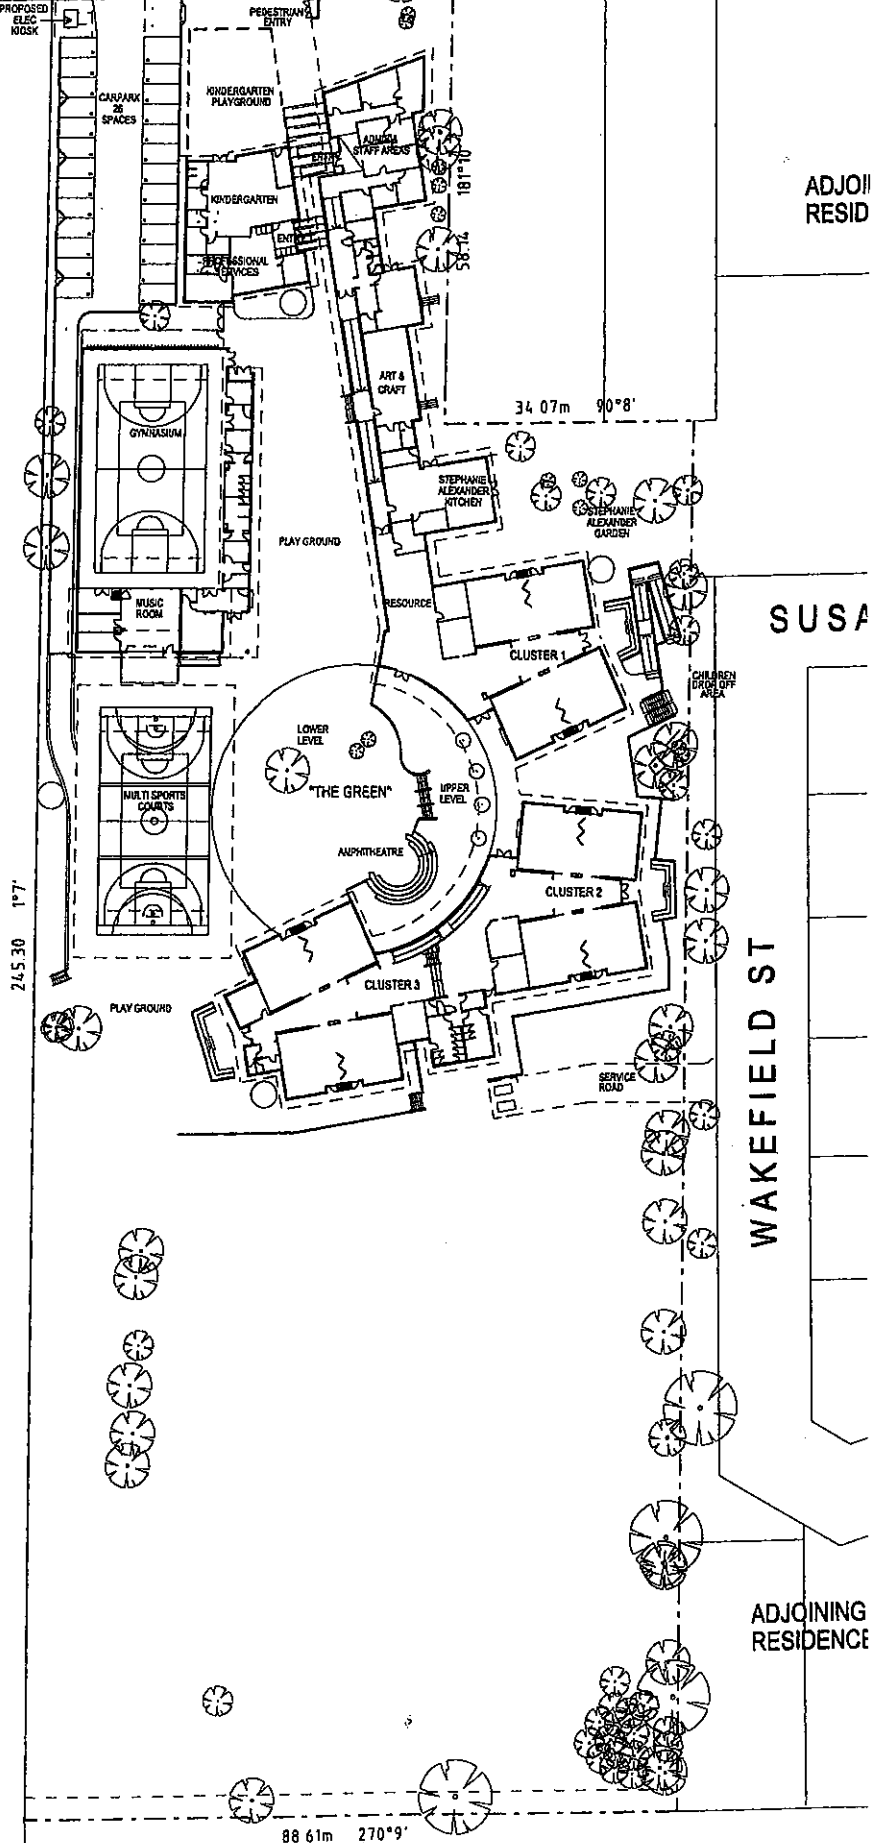 PROPOSED
ELEC
KIOSK
PEDESTRIAN
ENTRY
CARPARK
26
SPACES
KINDERGARTEN
PLAYGROUND
ADMIN &
STAFF AREAS
ENTRY
KINDERGARTEN
ENTRY
PROFESSIONAL
SERVICES
58.14 181°10'
ADJOI
RESID
ART &
CRAFT
34 07m 90°8'
GYMNASIUM
STEPHANIE
ALEXANDER
KITCHEN
STEPHANIE
ALEXANDER
GARDEN
PLAY GROUND
MUSIC
ROOM
RESOURCE
SUSA
CLUSTER 1
CHILDREN
DROP OFF
AREA
LOWER
LEVEL
"THE GREEN"
UPPER
LEVEL
MULTI SPORTS
COURTS
AMPHITHEATRE
CLUSTER 2
245.30 1°7'
WAKEFIELD ST
CLUSTER 3
PLAY GROUND
SERVICE
ROAD
ADJOINING
RESIDENCE
88 61m 270°9'